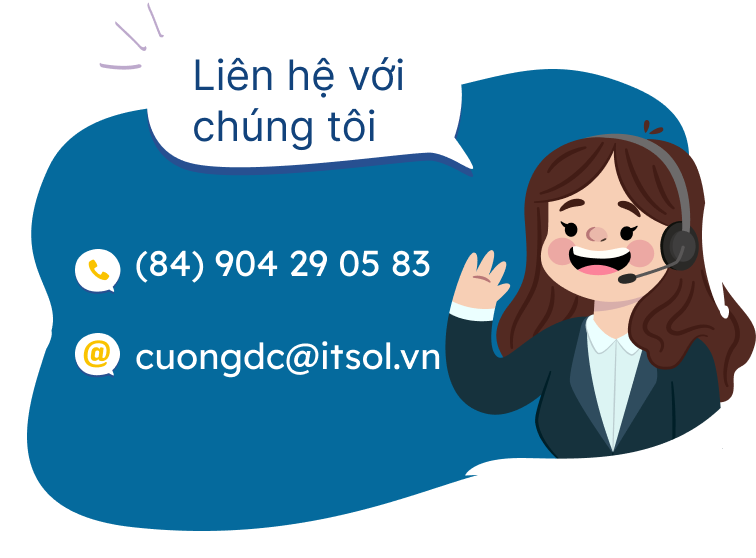 Liên hệ với
chúng tôi
(84) 904 29 05 83
@ cuongdc@itsol.vn